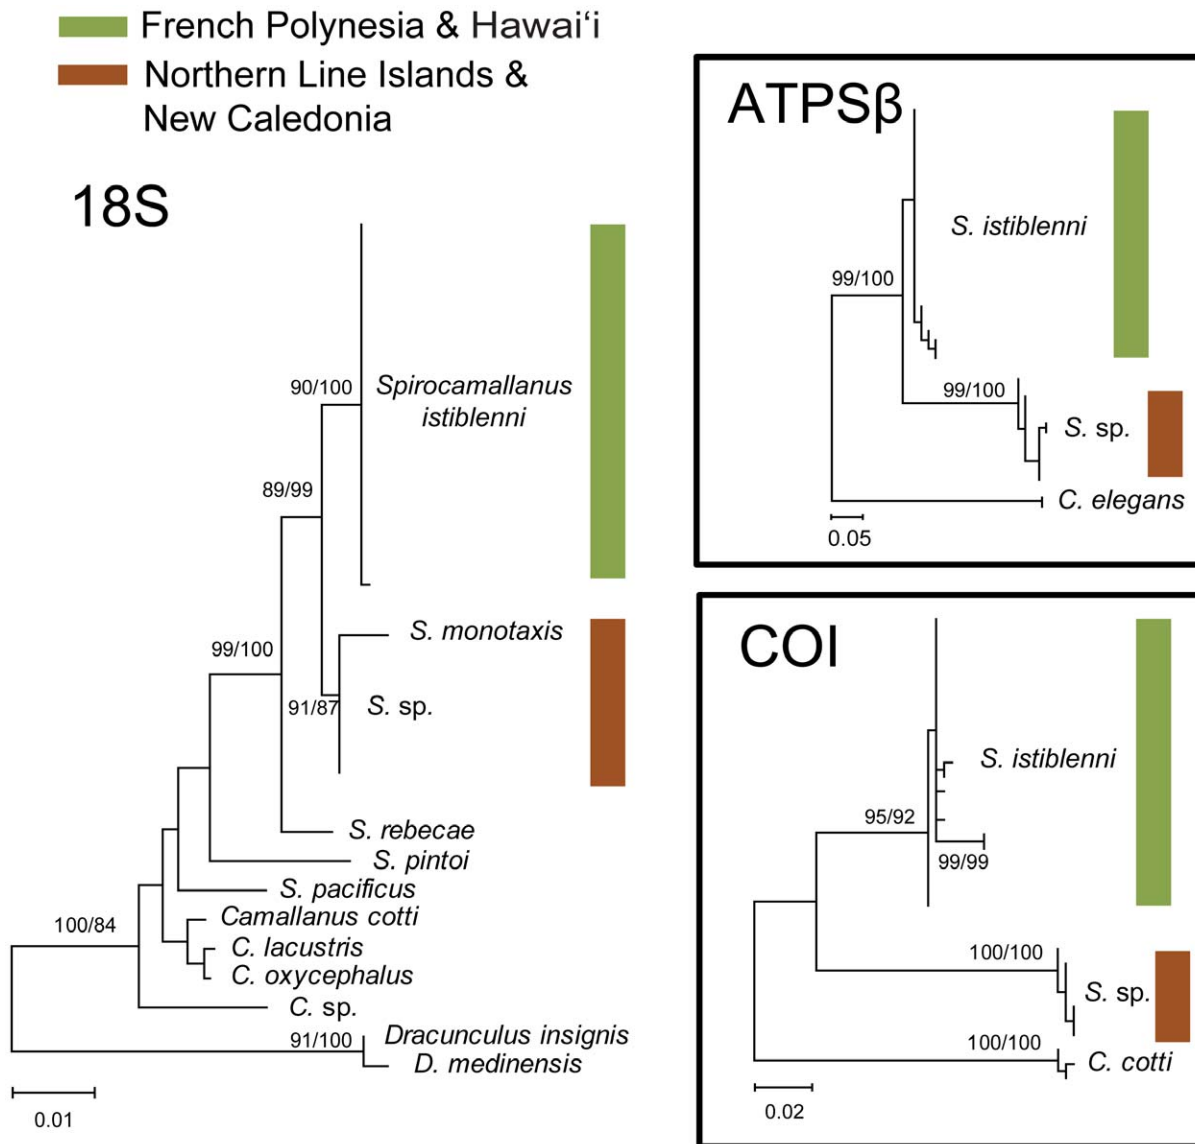 French Polynesia & Hawai‘i
Northern Line Islands &
New Caledonia
18S
90/100
Spirocamallanus
istiblenni
89/99
S. monotaxis
99/100
91/87
S. sp.
S. rebecae
S. pintoi
S. pacificus
Camallanus cotti
100/84
C. lacustris
C. oxycephalus
C. sp.
91/100
Dracunculus insignis
D. medinensis
0.01
ATPSβ
S. istiblenni
99/100
99/100
S. sp.
C. elegans
0.05
COI
S. istiblenni
95/92
99/99
100/100
S. sp.
100/100
C. cotti
0.02